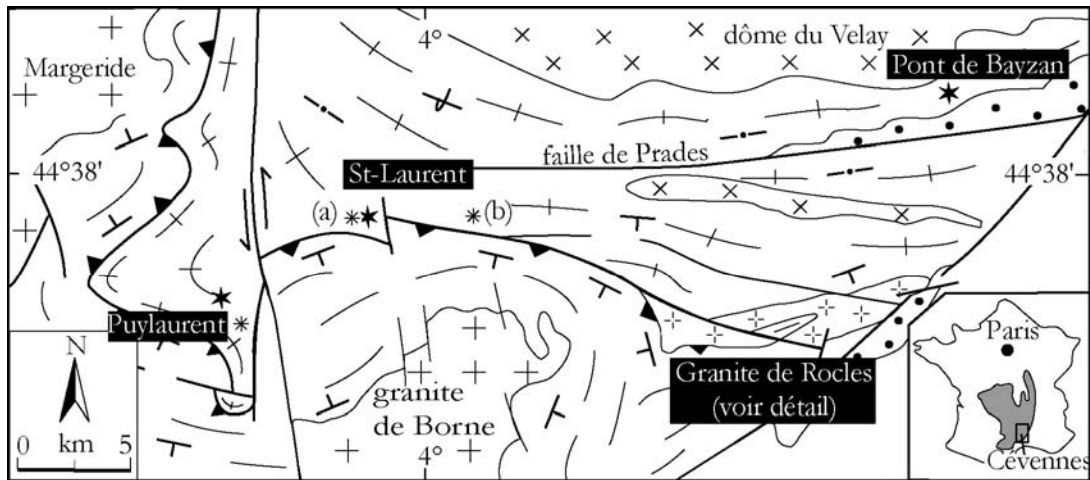 4°
dôme du Velay
Margeride
Pont de Bayzan
44°38'
faille de Prades
44°38'
St-Laurent
(a)
(b)
Puylaurent
N
0 km 5
granite
de Borne
4°
Granite de Rocles
(voir détail)
Paris
Cévennes